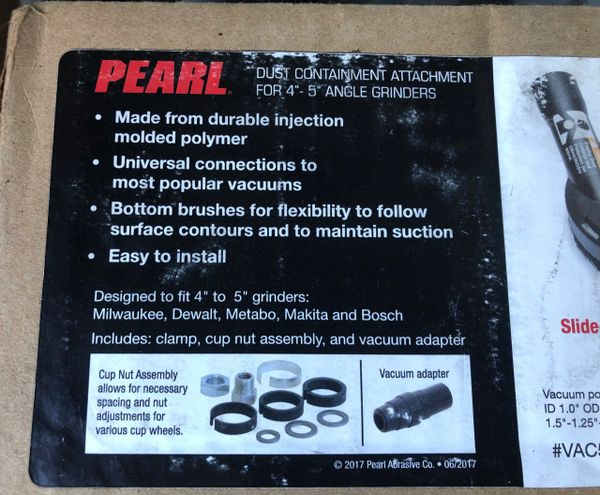 PEARL
DUST CONTAINMENT ATTACHMENT
FOR 4"- 5" ANGLE GRINDERS
• Made from durable injection
molded polymer
• Universal connections to
most popular vacuums
• Bottom brushes for flexibility to follow
surface contours and to maintain suction
• Easy to install
Designed to fit 4" to 5" grinders:
Milwaukee, Dewalt, Metabo, Makita and Bosch
Includes: clamp, cup nut assembly, and vacuum adapter
Cup Nut Assembly
allows for necessary
spacing and nut
adjustments for
various cup wheels.
Vacuum adapter
© 2017 Pearl Abrasive Co. • 06/2017
Slide
Vacuum po
ID 1.0" OD
1.5"-1.25"
#VAC5